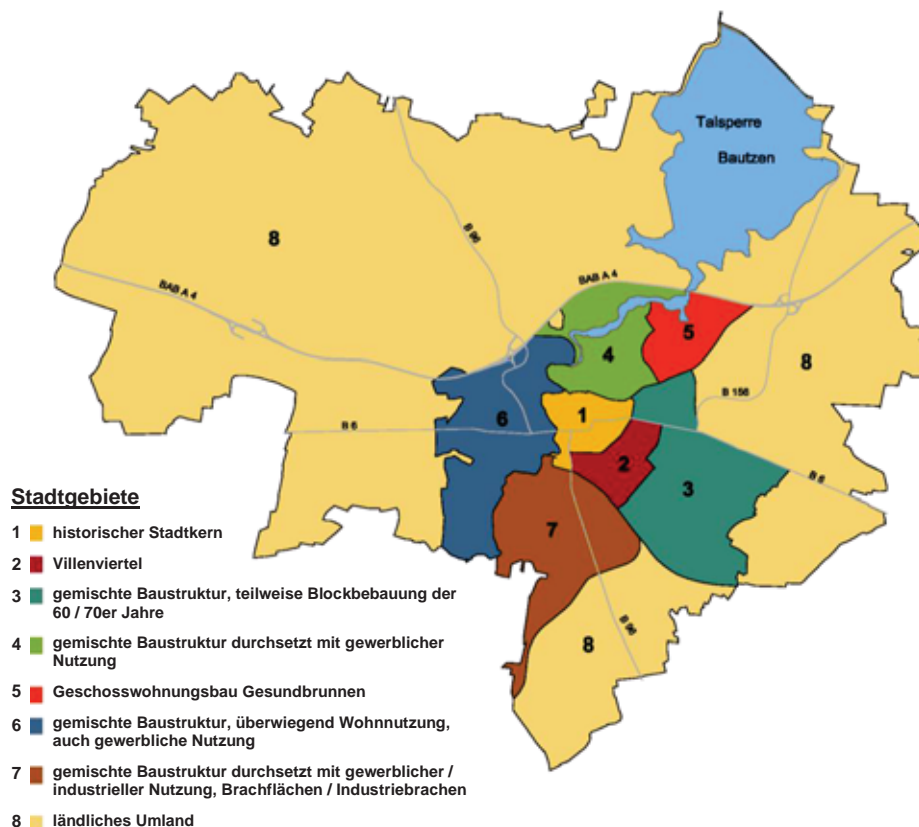 Talsperre
Bautzen
8
B 96
BAB A 4
BAB A 4
5
4
8
B 156
6
1
B 6
2
B 6
3
7
B 96
8
Stadtgebiete
1 historischer Stadtkern
2 Villenviertel
3 gemischte Baustruktur, teilweise Blockbebauung der
60 / 70er Jahre
4 gemischte Baustruktur durchsetzt mit gewerblicher
Nutzung
5 Geschosswohnungsbau Gesundbrunnen
6 gemischte Baustruktur, überwiegend Wohnnutzung,
auch gewerbliche Nutzung
7 gemischte Baustruktur durchsetzt mit gewerblicher /
industrieller Nutzung, Brachflächen / Industriebrachen
8 ländliches Umland